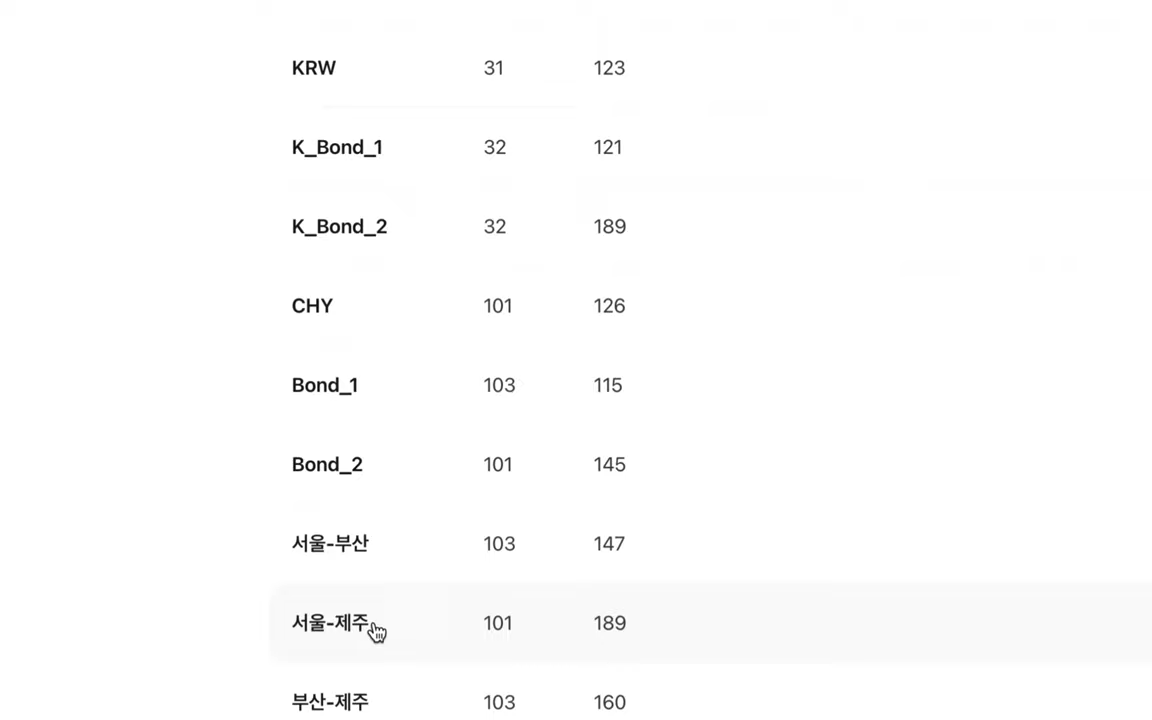 KRW 31 123
K_Bond_1 32 121
K_Bond_2 32 189
CHY 101 126
Bond_1 103 115
Bond_2 101 145
서울-부산 103 147
서울-제주 101 189
부산-제주 103 160